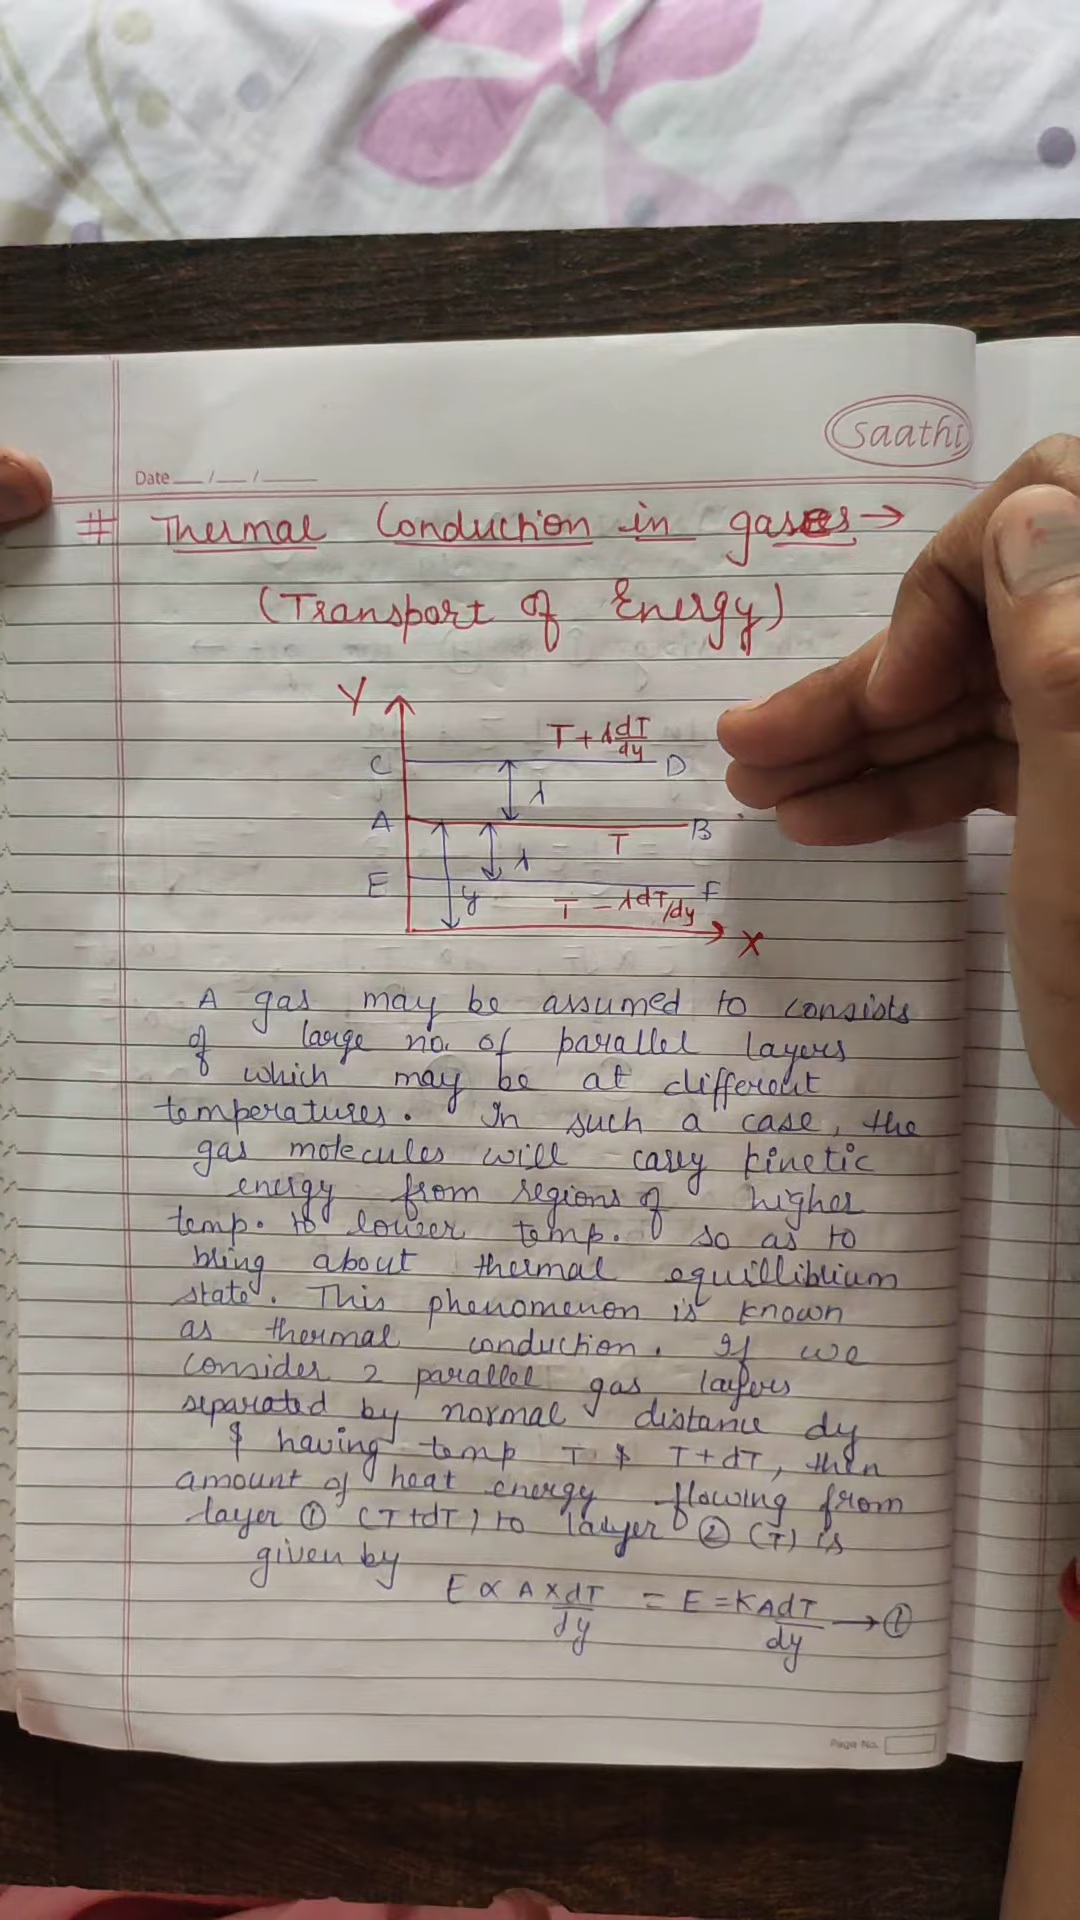 saathi
Date __/__/____
# Thermal Conduction in gases →
(Transport of Energy)
Y
T + λ dT/dy
C D
λ
A B
T
λ
E F
y
T - λ dT/dy
X
A gas may be assumed to consists
of large no. of parallel layers
which may be at different
temperatures. In such a case, the
gas molecules will carry kinetic
energy from regions of higher
temp. to lower temp. so as to
bring about thermal equillibrium
state. This phenomenon is known
as thermal conduction. If we
consider 2 parallel gas layers
separated by normal distance dy
& having temp T & T+dT, then
amount of heat energy flowing from
layer ① (T+dT) to layer ② (T) is
given by
E ∝ A x dT/dy = E = KA dT/dy → ①
Page No.